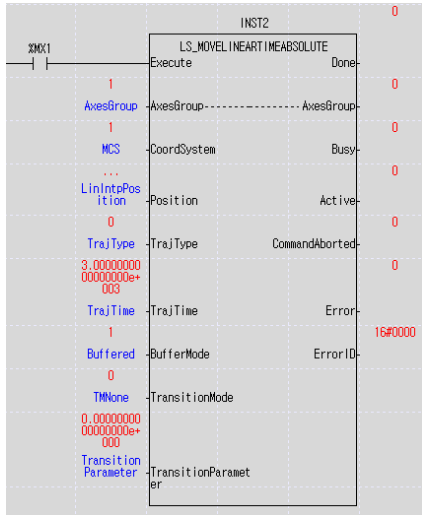 0
INST2
%MX1
LS_MOVELINEARTIMEABSOLUTE
Execute Done
1 0
AxesGroup AxesGroup AxesGroup
1 0
MCS CoordSystem Busy
... 0
LinIntpPos
ition Position Active
0 0
TrajType TrajType CommandAborted
3.00000000 0
00000000e+
003
TrajTime TrajTime Error
1 16#0000
Buffered BufferMode ErrorID
0
TMNone TransitionMode
0.00000000
00000000e+
000
Transition
Parameter TransitionParamet
er